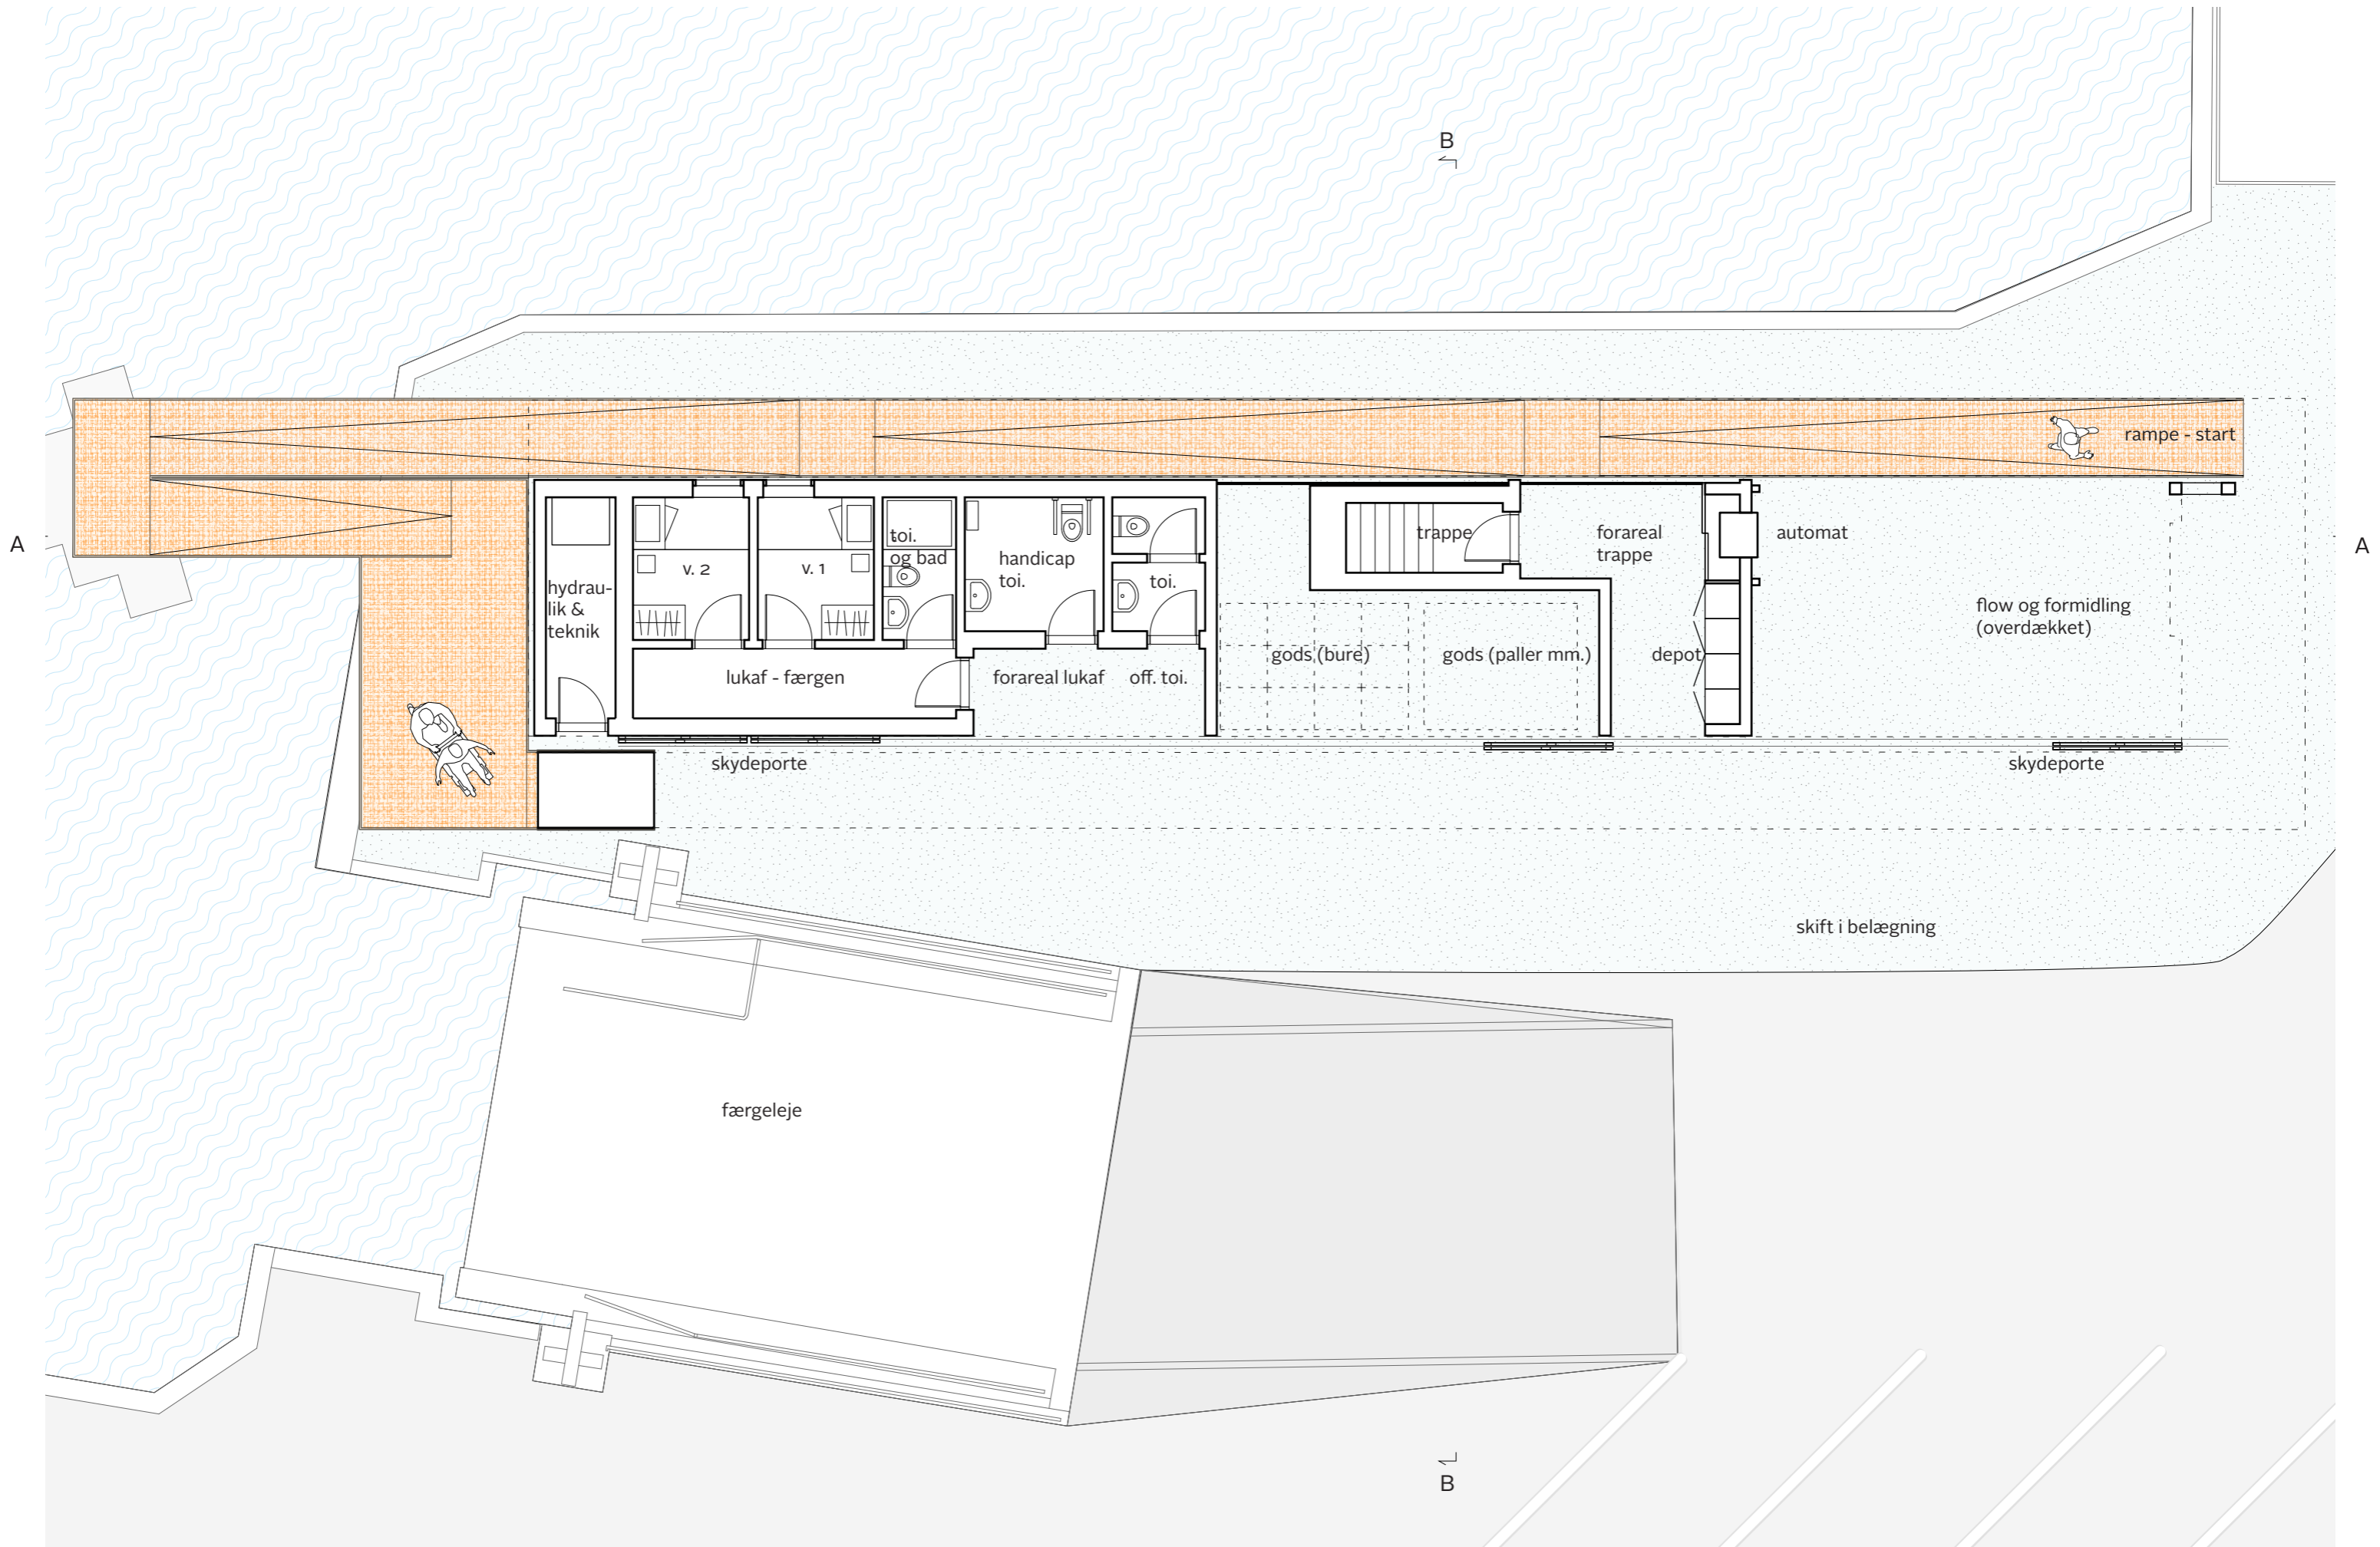 B
rampe - start
A
toi.
og bad
v. 2
v. 1
handicap
toi.
toi.
hydrau-
lik &
teknik
trappe
forareal
trappe
automat
A
flow og formidling
(overdækket)
gods (bure)
gods (paller mm.)
depot
lukaf - færgen
forareal lukaf
off. toi.
skydeporte
skydeporte
skift i belægning
færgeleje
B